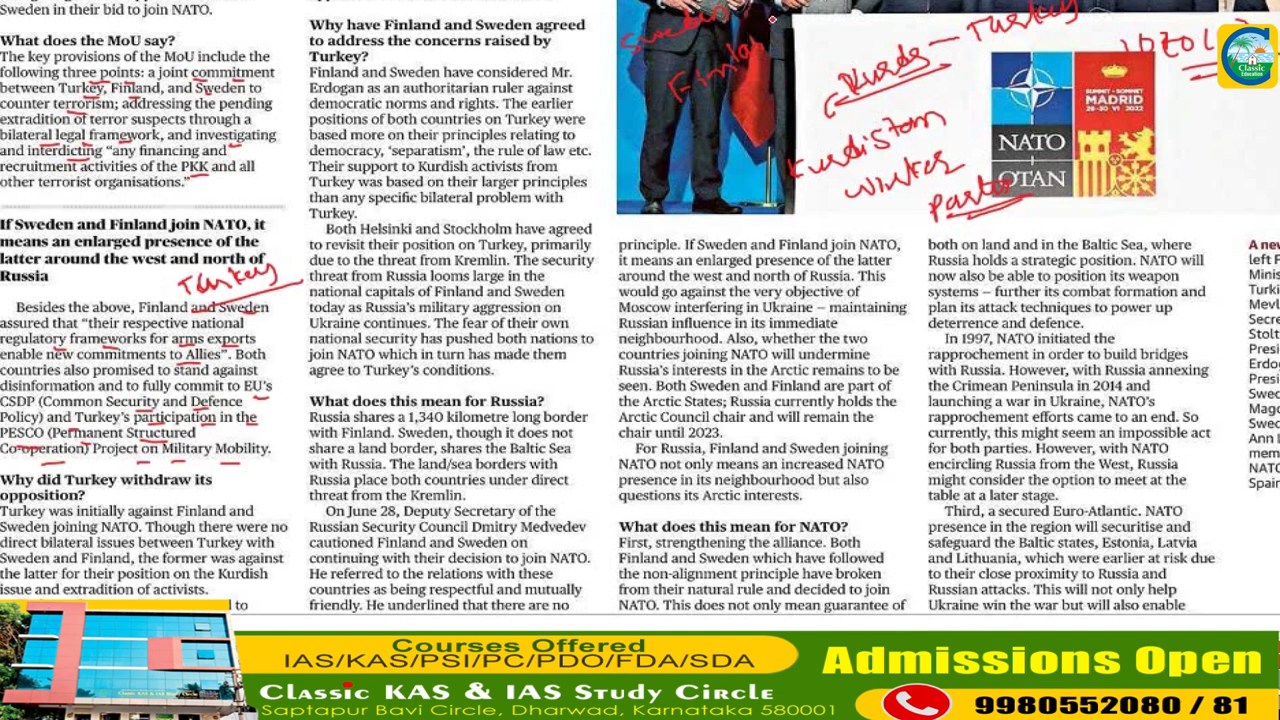 Sweden in their bid to join NATO.
What does the MoU say?
The key provisions of the MoU include the
following three points: a joint commitment
between Turkey, Finland, and Sweden to
counter terrorism; addressing the pending
extradition of terror suspects through a
bilateral legal framework, and investigating
and interdicting “any financing and
recruitment activities of the PKK and all
other terrorist organisations.”
If Sweden and Finland join NATO, it
means an enlarged presence of the
latter around the west and north of
Russia
Turkey
Besides the above, Finland and Sweden
assured that “their respective national
regulatory frameworks for arms exports
enable new commitments to Allies”. Both
countries also promised to stand against
disinformation and to fully commit to EU’s
CSDP (Common Security and Defence
Policy) and Turkey’s participation in the
PESCO (Permanent Structured
Co-operation) Project on Military Mobility.
Why did Turkey withdraw its
opposition?
Turkey was initially against Finland and
Sweden joining NATO. Though there were no
direct bilateral issues between Turkey with
Sweden and Finland, the former was against
the latter for their position on the Kurdish
issue and extradition of activists.
to
Why have Finland and Sweden agreed
to address the concerns raised by
Turkey?
Finland and Sweden have considered Mr.
Erdogan as an authoritarian ruler against
democratic norms and rights. The earlier
positions of both countries on Turkey were
based more on their principles relating to
democracy, ‘separatism’, the rule of law etc.
Their support to Kurdish activists from
Turkey was based on their larger principles
than any specific bilateral problem with
Turkey.
Both Helsinki and Stockholm have agreed
to revisit their position on Turkey, primarily
due to the threat from Kremlin. The security
threat from Russia looms large in the
national capitals of Finland and Sweden
today as Russia’s military aggression on
Ukraine continues. The fear of their own
national security has pushed both nations to
join NATO which in turn has made them
agree to Turkey’s conditions.
What does this mean for Russia?
Russia shares a 1,340 kilometre long border
with Finland. Sweden, though it does not
share a land border, shares the Baltic Sea
with Russia. The land/sea borders with
Russia place both countries under direct
threat from the Kremlin.
On June 28, Deputy Secretary of the
Russian Security Council Dmitry Medvedev
cautioned Finland and Sweden on
continuing with their decision to join NATO.
He referred to the relations with these
countries as being respectful and mutually
friendly. He underlined that there are no
Sweden
Finlan
Kurds — Turkey
Kurdistan
Worker
Party
NATO
OTAN
SUMMIT • SOMMET
MADRID
28-30 VI 2022
Classic
Education
principle. If Sweden and Finland join NATO,
it means an enlarged presence of the latter
around the west and north of Russia. This
would go against the very objective of
Moscow interfering in Ukraine – maintaining
Russian influence in its immediate
neighbourhood. Also, whether the two
countries joining NATO will undermine
Russia’s interests in the Arctic remains to be
seen. Both Sweden and Finland are part of
the Arctic States; Russia currently holds the
Arctic Council chair and will remain the
chair until 2023.
For Russia, Finland and Sweden joining
NATO not only means an increased NATO
presence in its neighbourhood but also
questions its Arctic interests.
What does this mean for NATO?
First, strengthening the alliance. Both
Finland and Sweden which have followed
the non-alignment principle have broken
from their natural rule and decided to join
NATO. This does not only mean guarantee of
both on land and in the Baltic Sea, where
Russia holds a strategic position. NATO will
now also be able to position its weapon
systems – further its combat formation and
plan its attack techniques to power up
deterrence and defence.
In 1997, NATO initiated the
rapprochement in order to build bridges
with Russia. However, with Russia annexing
the Crimean Peninsula in 2014 and
launching a war in Ukraine, NATO’s
rapprochement efforts came to an end. So
currently, this might seem an impossible act
for both parties. However, with NATO
encircling Russia from the West, Russia
might consider the option to meet at the
table at a later stage.
Third, a secured Euro-Atlantic. NATO
presence in the region will securitise and
safeguard the Baltic states, Estonia, Latvia
and Lithuania, which were earlier at risk due
to their close proximity to Russia and
Russian attacks. This will not only help
Ukraine win the war but will also enable
A new
left F
Minis
Turki
Mevl
Secre
Stolt
Presi
Erdo
Presi
Swed
Magd
Swed
Ann L
mem
NATO
Spain
Courses Offered
IAS/KAS/PSI/PC/PDO/FDA/SDA
Classic KAS & IAS Study Circle
Saptapur Bavi Circle, Dharwad, Karnataka 580001
Admissions Open
9980552080 / 81